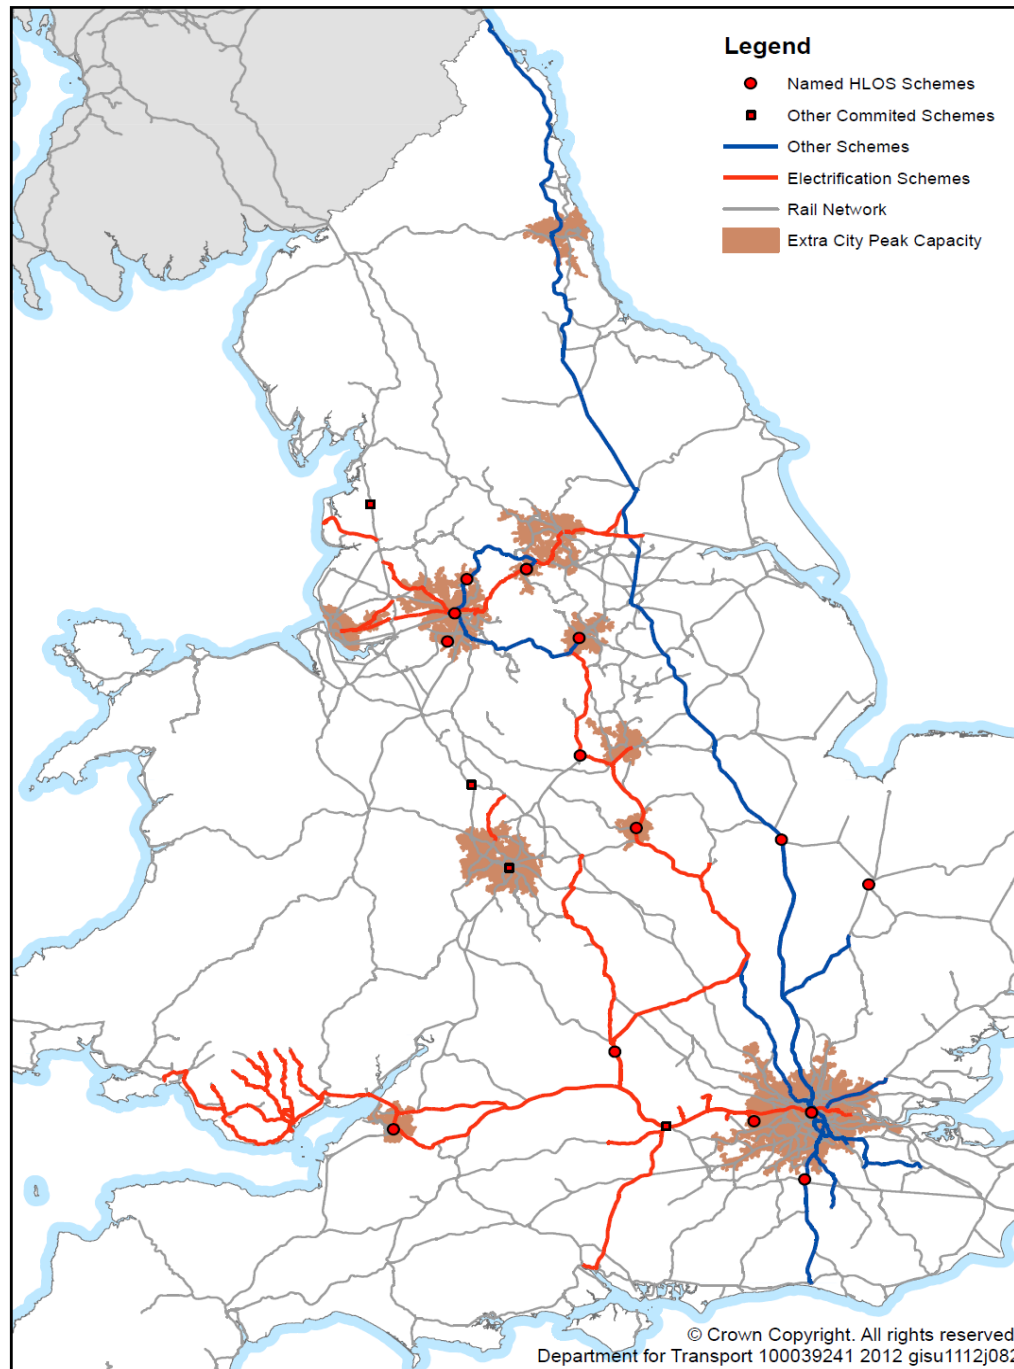 Legend
Named HLOS Schemes
Other Commited Schemes
Other Schemes
Electrification Schemes
Rail Network
Extra City Peak Capacity
© Crown Copyright. All rights reserved
Department for Transport 100039241 2012 gisu1112j082